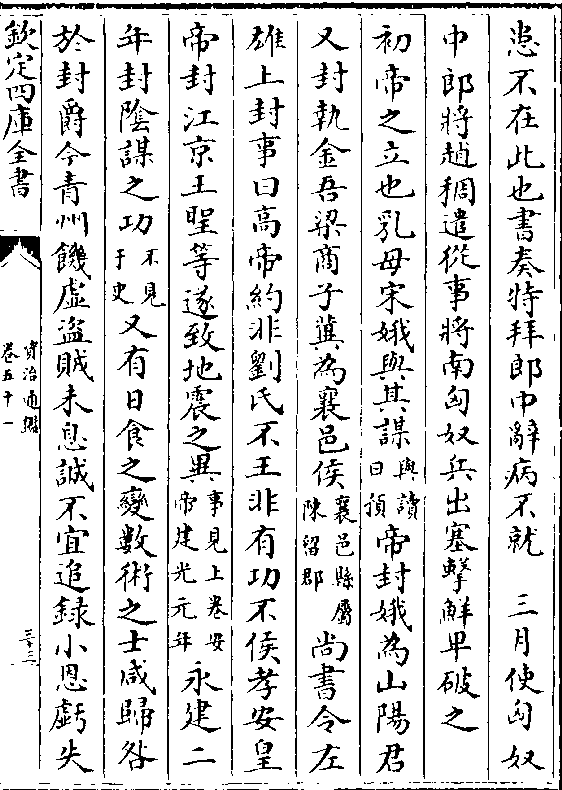 患不在此也書奏特拜郎中辭病不就　三月使匈奴
中郎將趙稠遣從事將南匈奴兵出塞擊鮮卑破之
初帝之立也乳母宋娥與其謀與讀曰預帝封娥為山陽君
又封執金吾梁商子冀為襄邑侯襄邑縣屬陳留郡尚書令左
雄上封事曰高帝約非劉氏不王非有功不侯孝安皇
帝封江京王聖等遂致地震之異事見上卷安帝建光元年永建二
年封陰謀之功不見于史又有日食之變數術之士咸歸咎
於封爵今青州饑虛盗賊未息誠不宜追録小恩虧失
欽定四庫全書
資治通鑑
卷五十一
三十三